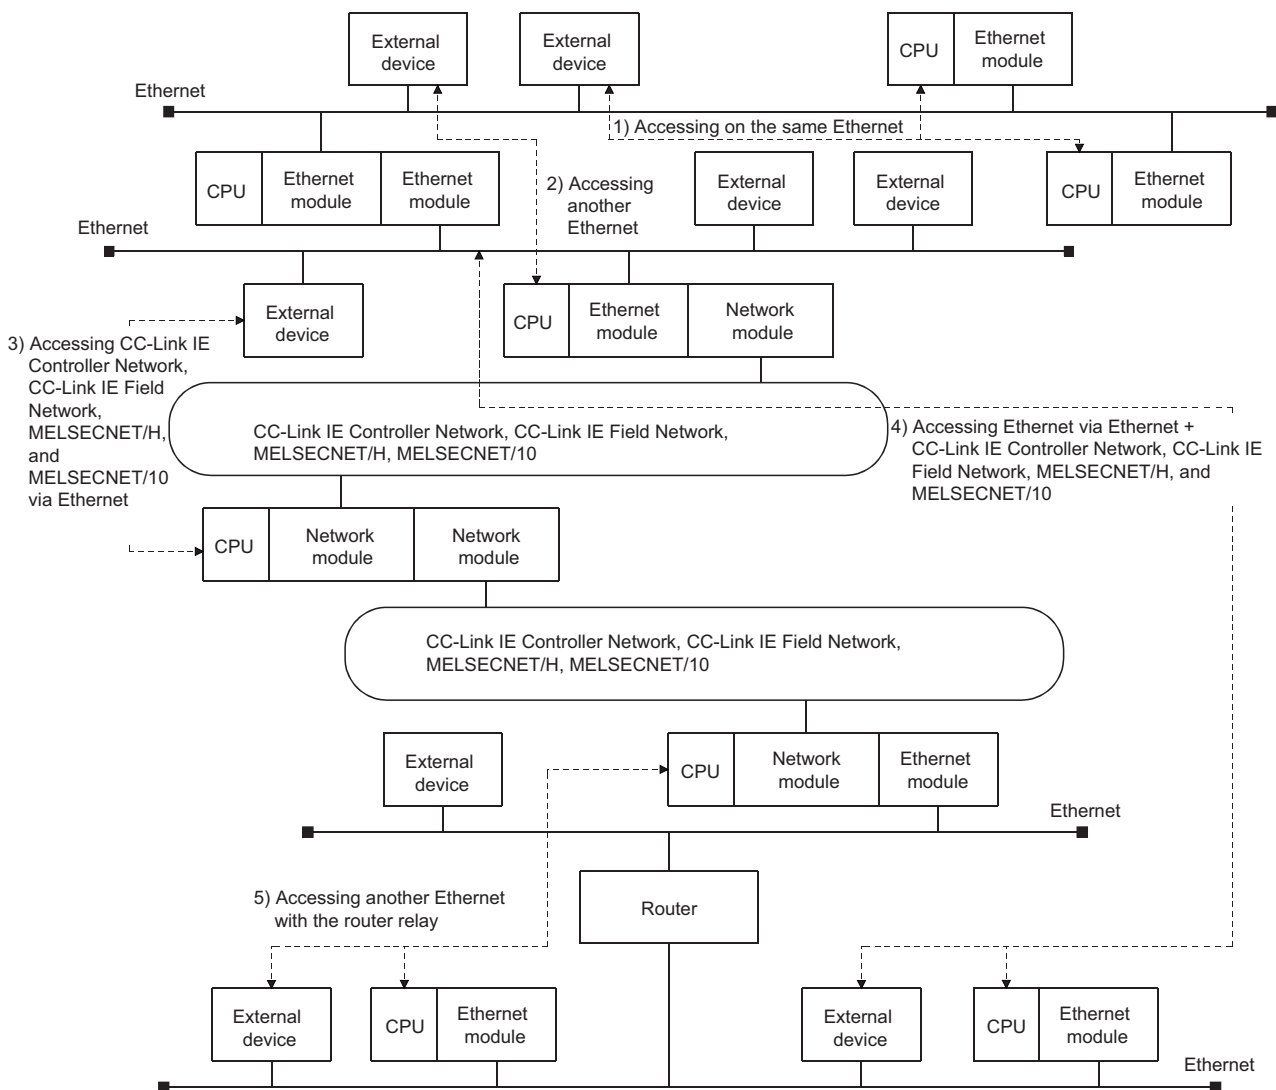 External
device
External
device
CPU
Ethernet
module
Ethernet
1) Accessing on the same Ethernet
CPU
Ethernet
module
Ethernet
module
2) Accessing
another
Ethernet
External
device
External
device
CPU
Ethernet
module
Ethernet
External
device
CPU
Ethernet
module
Network
module
3) Accessing CC-Link IE
Controller Network,
CC-Link IE Field
Network,
MELSECNET/H,
and
MELSECNET/10
via Ethernet
CC-Link IE Controller Network, CC-Link IE Field Network,
MELSECNET/H, MELSECNET/10
4) Accessing Ethernet via Ethernet +
CC-Link IE Controller Network, CC-Link IE
Field Network, MELSECNET/H, and
MELSECNET/10
CPU
Network
module
Network
module
CC-Link IE Controller Network, CC-Link IE Field Network,
MELSECNET/H, MELSECNET/10
External
device
CPU
Network
module
Ethernet
module
Ethernet
5) Accessing another Ethernet
with the router relay
Router
External
device
CPU
Ethernet
module
External
device
CPU
Ethernet
module
Ethernet